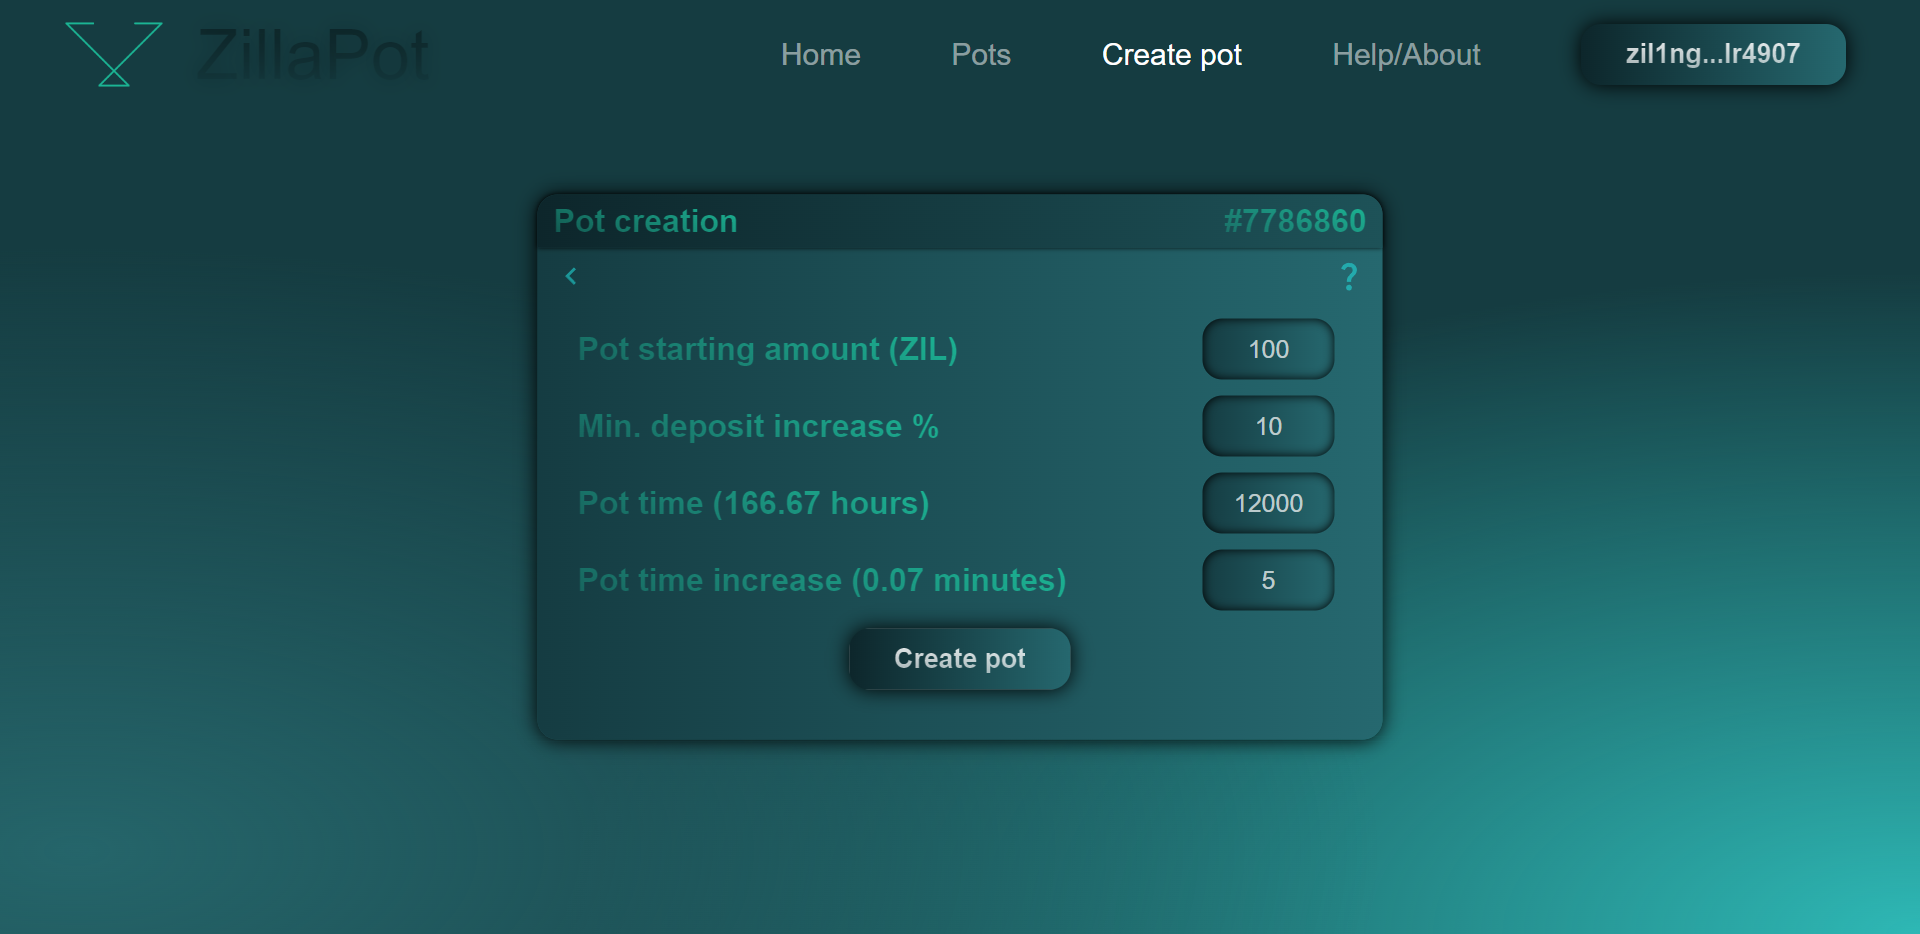 ZillaPot
Home
Pots
Create pot
Help/About
zil1ng...lr4907
Pot creation
#7786860
<
?
Pot starting amount (ZIL)
100
Min. deposit increase %
10
Pot time (166.67 hours)
12000
Pot time increase (0.07 minutes)
5
Create pot